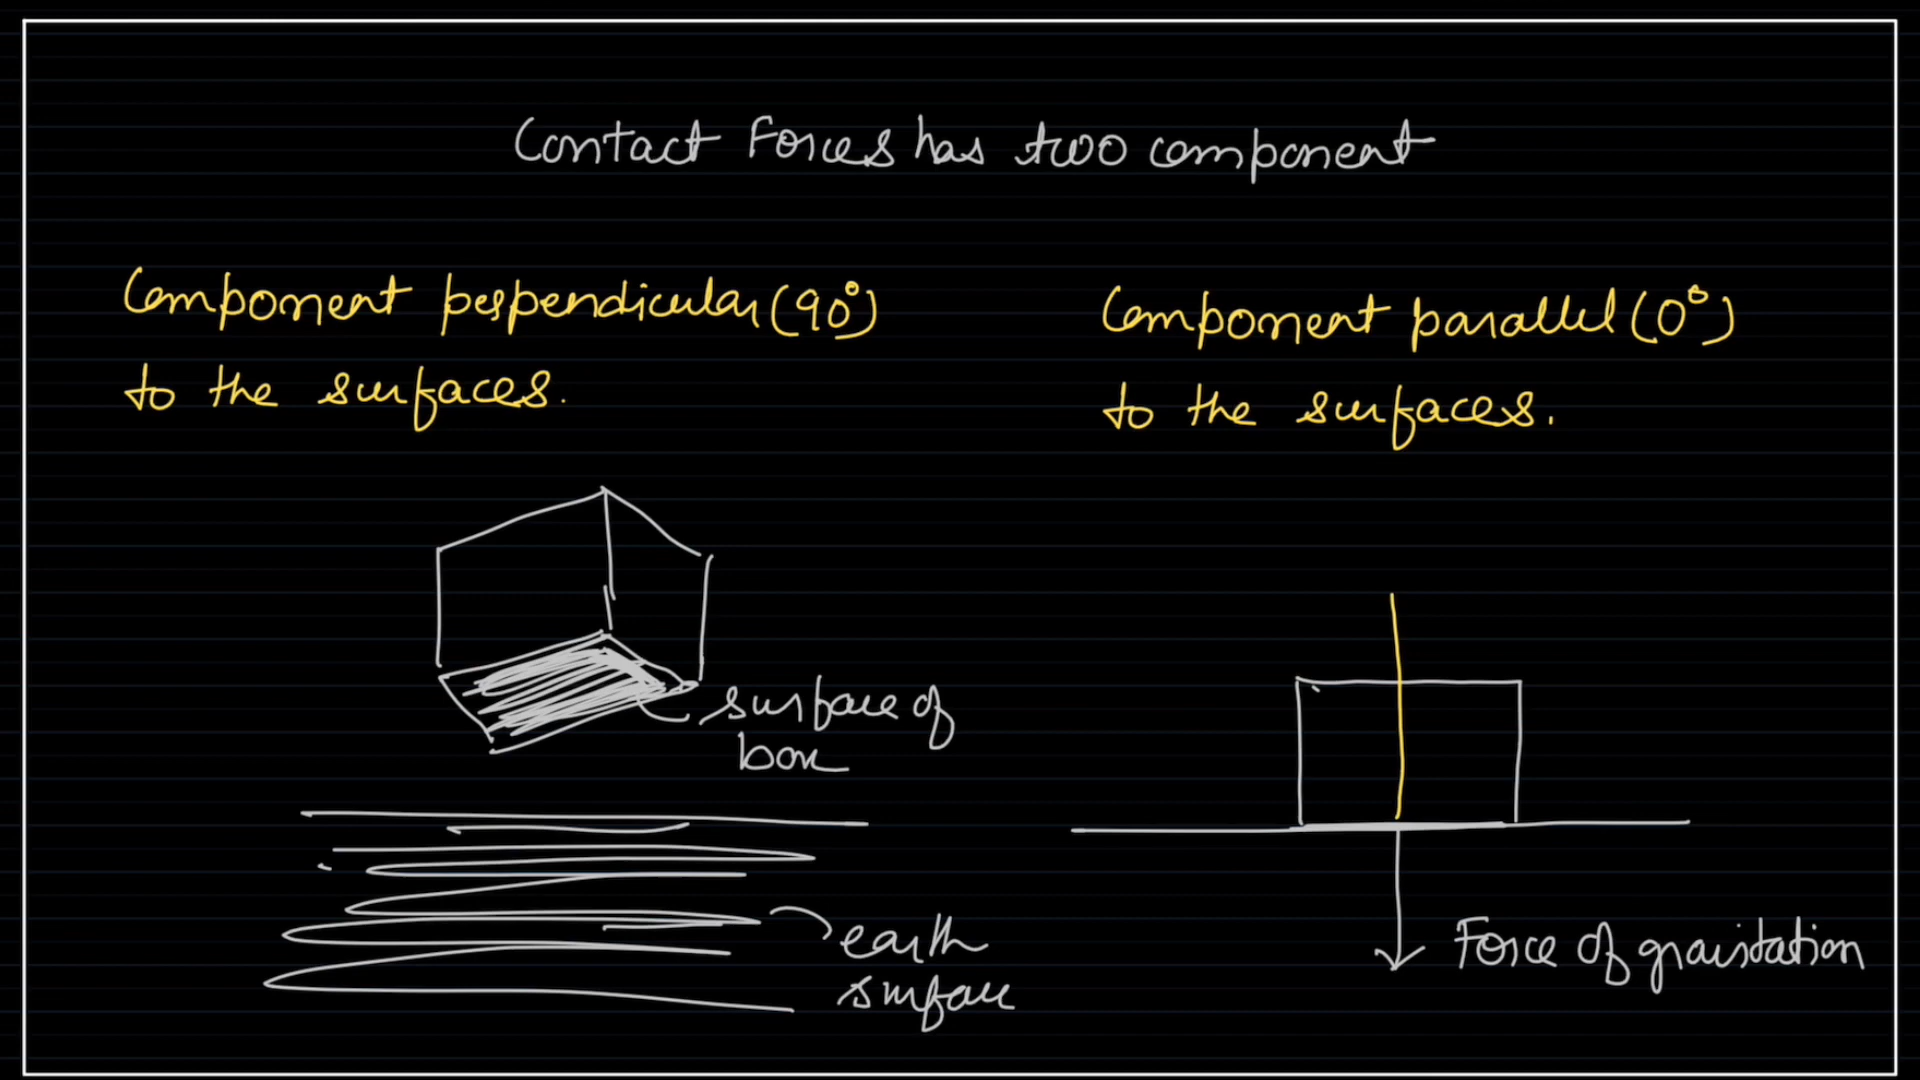 Contact Forces has two component
Component perpendicular (90°)
to the surfaces.
Component parallel (0°)
to the surfaces.
surface of
box
earth
surface
Force of gravitation